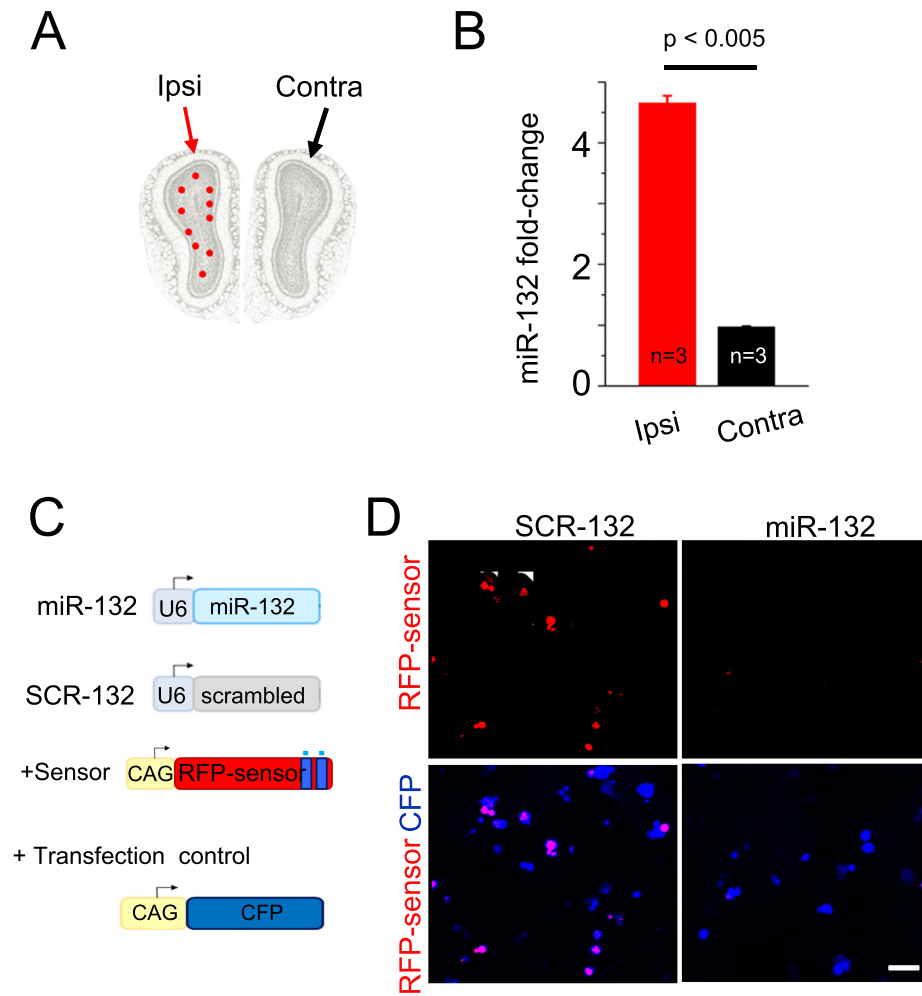 A
Ipsi
Contra
B
p < 0.005
miR-132 fold-change
4
2
0
n=3
n=3
Ipsi
Contra
C
miR-132
U6
miR-132
SCR-132
U6
scrambled
+Sensor
CAG
RFP-sensor
+ Transfection control
CAG
CFP
D
SCR-132
miR-132
RFP-sensor
RFP-sensor CFP